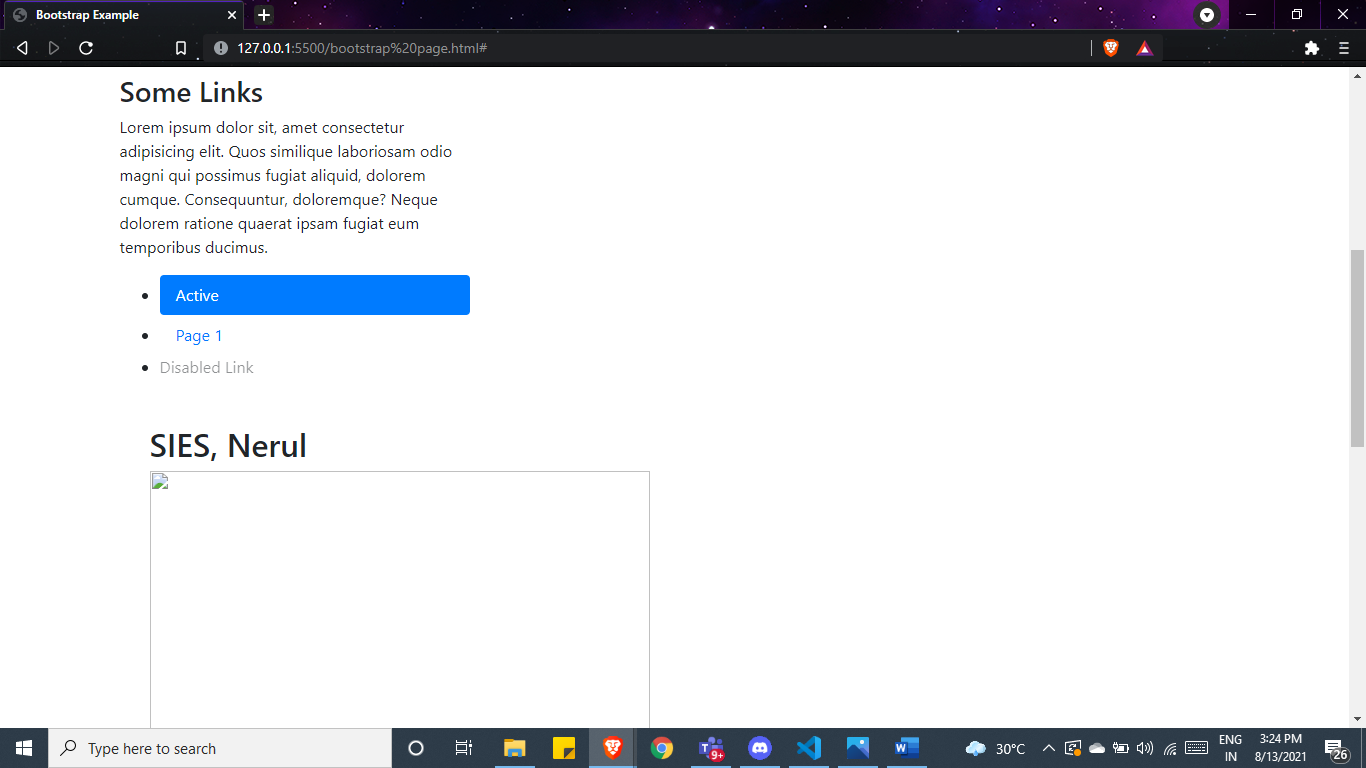 Bootstrap Example
127.0.0.1:5500/bootstrap%20page.html#
Some Links
Lorem ipsum dolor sit, amet consectetur
adipisicing elit. Quos similique laboriosam odio
magni qui possimus fugiat aliquid, dolorem
cumque. Consequuntur, doloremque? Neque
dolorem ratione quaerat ipsam fugiat eum
temporibus ducimus.
Active
Page 1
Disabled Link
SIES, Nerul
Type here to search
9+
W
30°C
ENG
IN
3:24 PM
8/13/2021
26